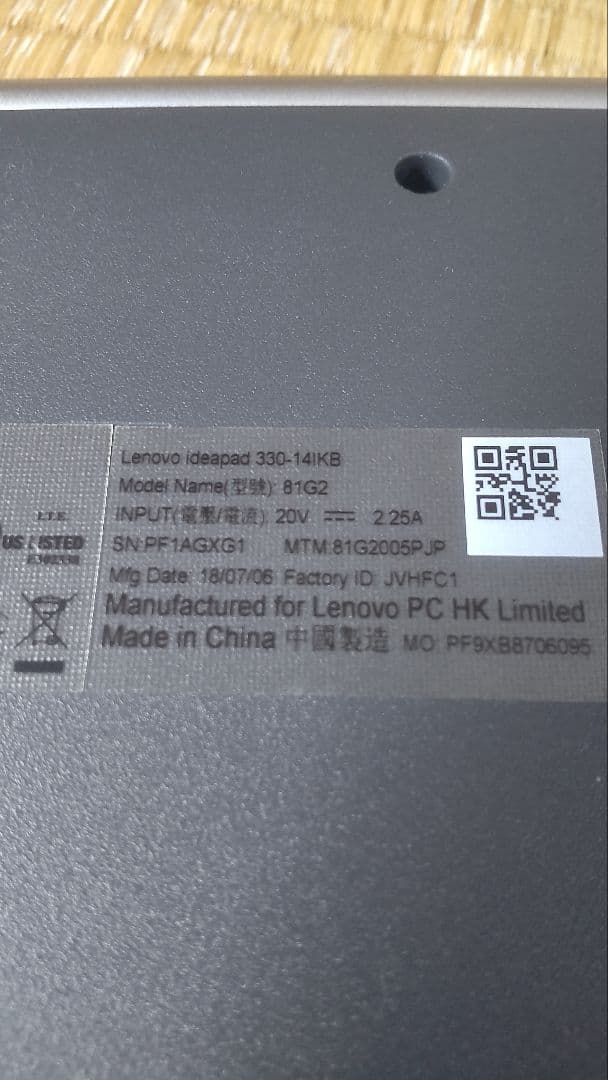 Lenovo ideapad 330-14IKB
Model Name(型號): 81G2
INPUT(電壓/電流) 20V ⎓ 2.25A
SN:PF1AGXG1 MTM:81G2005PJP
Mfg Date: 18/07/06 Factory ID: JVHFC1
Manufactured for Lenovo PC HK Limited
Made in China 中國製造 MO: PF9XB8706095
I.T.E.
US LISTED